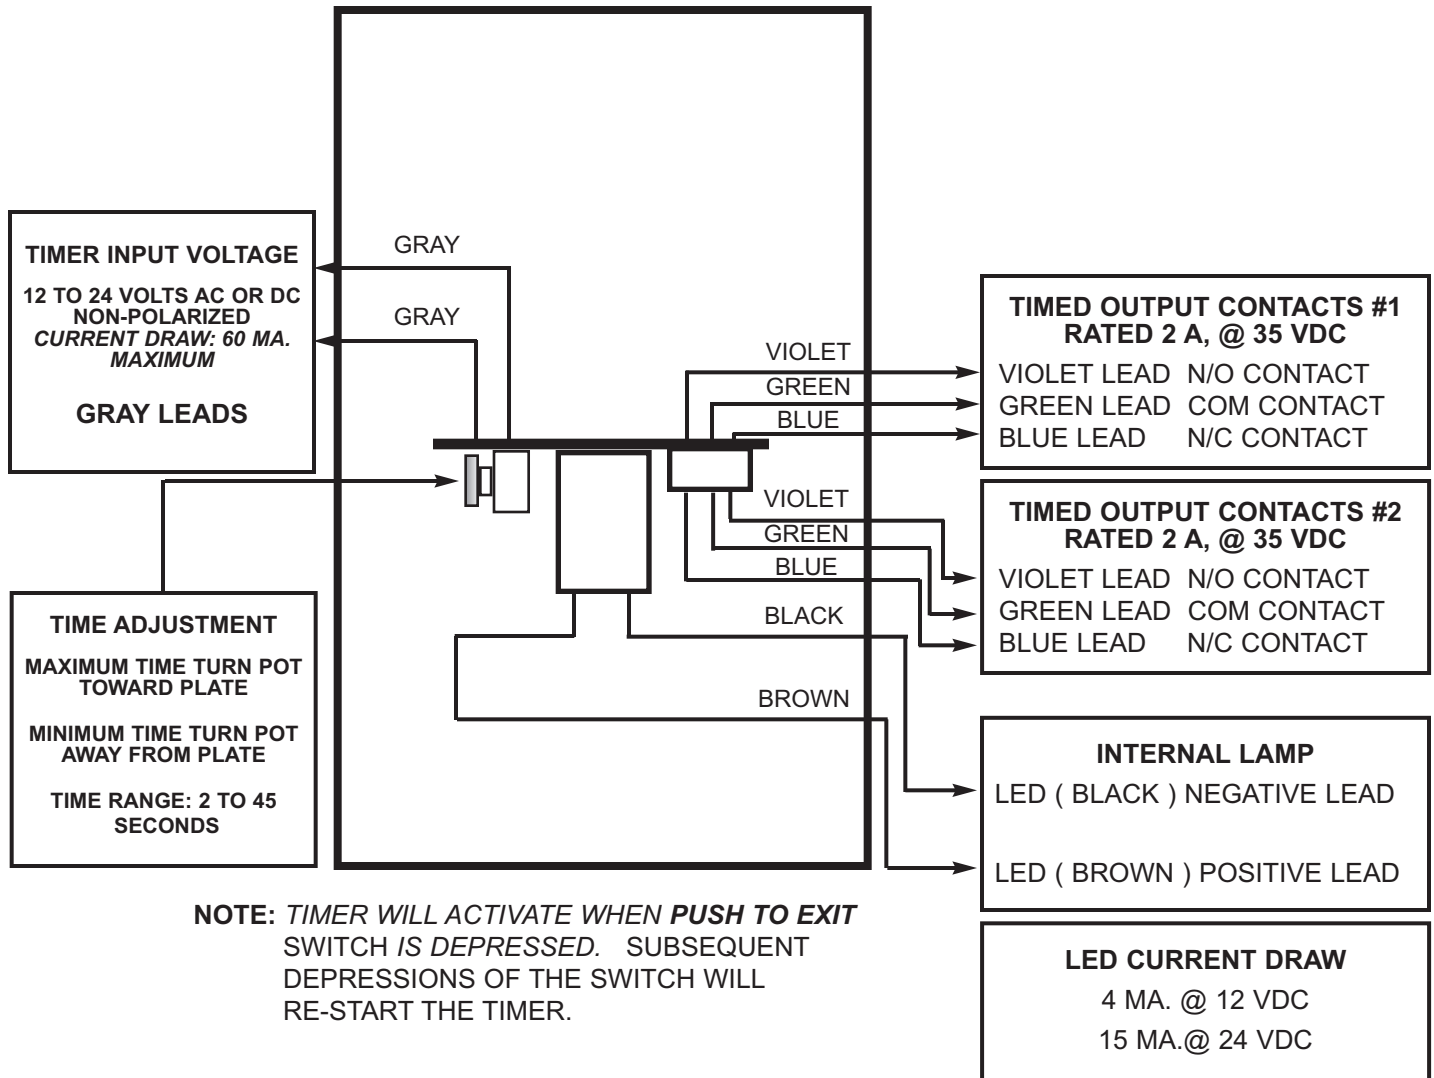 TIMER INPUT VOLTAGE
12 TO 24 VOLTS AC OR DC
NON-POLARIZED
CURRENT DRAW: 60 MA.
MAXIMUM
GRAY LEADS
TIME ADJUSTMENT
MAXIMUM TIME TURN POT
TOWARD PLATE
MINIMUM TIME TURN POT
AWAY FROM PLATE
TIME RANGE: 2 TO 45
SECONDS
GRAY
GRAY
VIOLET
GREEN
BLUE
VIOLET
GREEN
BLUE
BLACK
BROWN
TIMED OUTPUT CONTACTS #1
RATED 2 A, @ 35 VDC
VIOLET LEAD N/O CONTACT
GREEN LEAD COM CONTACT
BLUE LEAD N/C CONTACT
TIMED OUTPUT CONTACTS #2
RATED 2 A, @ 35 VDC
VIOLET LEAD N/O CONTACT
GREEN LEAD COM CONTACT
BLUE LEAD N/C CONTACT
INTERNAL LAMP
LED ( BLACK ) NEGATIVE LEAD
LED ( BROWN ) POSITIVE LEAD
LED CURRENT DRAW
4 MA. @ 12 VDC
15 MA.@ 24 VDC
NOTE: TIMER WILL ACTIVATE WHEN PUSH TO EXIT
SWITCH IS DEPRESSED. SUBSEQUENT
DEPRESSIONS OF THE SWITCH WILL
RE-START THE TIMER.